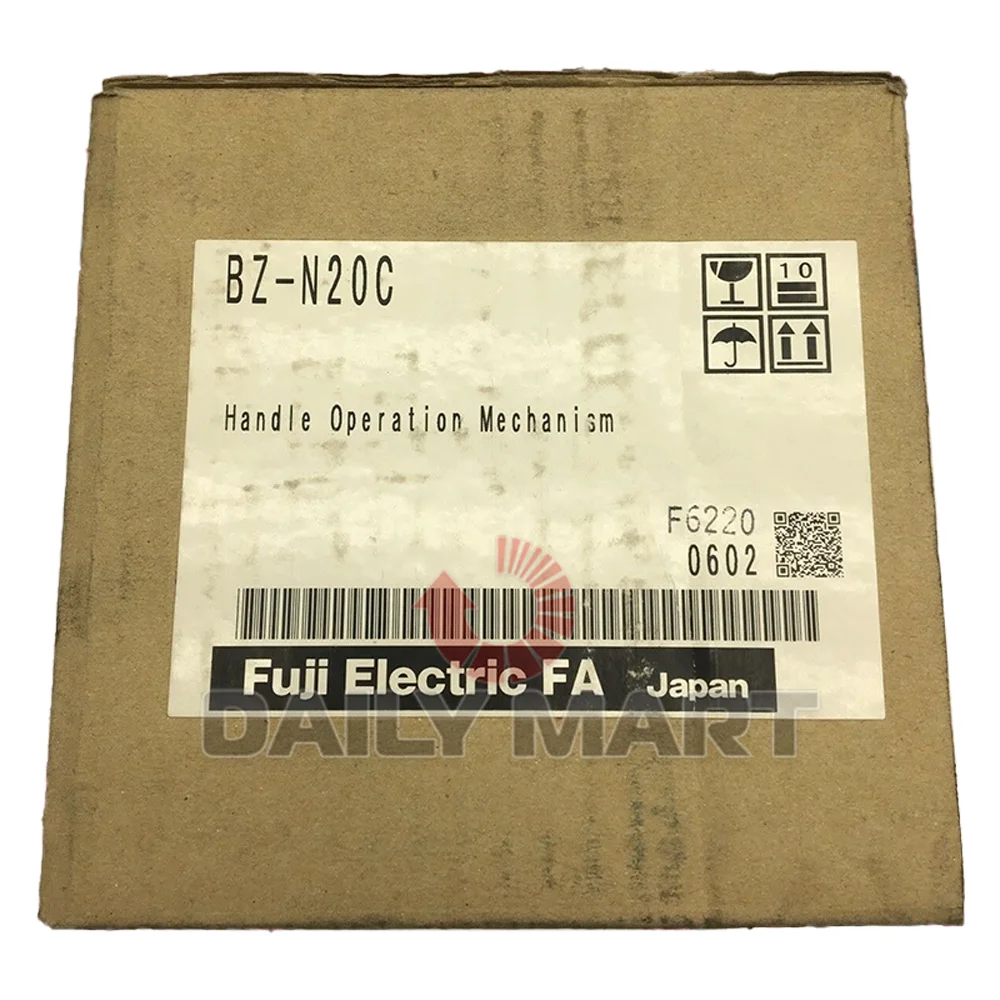 BZ-N20C
10
Handle Operation Mechanism
F6220
0602
Fuji Electric FA Japan
DAILY MART